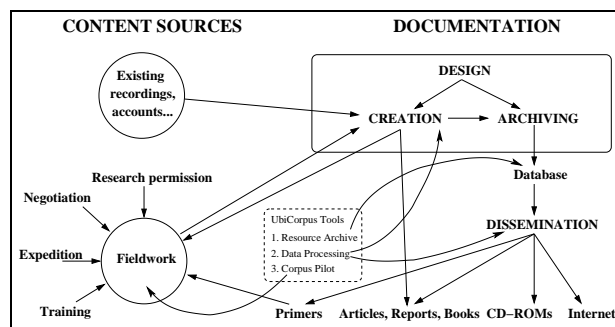 CONTENT SOURCES
DOCUMENTATION
Existing
recordings,
accounts...
DESIGN
CREATION
ARCHIVING
Research permission
Negotiation
Expedition
Training
Fieldwork
UbiCorpus Tools
1. Resource Archive
2. Data Processing
3. Corpus Pilot
Database
DISSEMINATION
Primers
Articles, Reports, Books
CD−ROMs
Internet